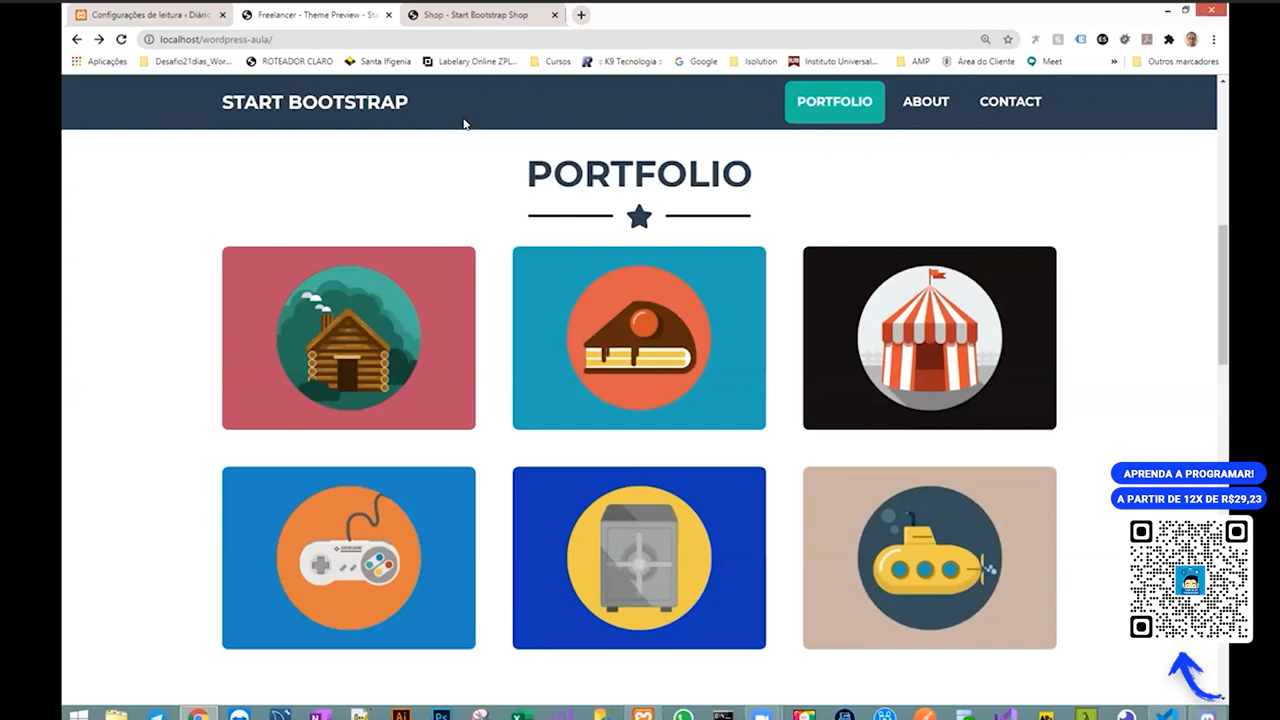 Configurações de leitura ‹ Diário
Freelancer - Theme Preview - Sta
Shop - Start Bootstrap Shop
localhost/wordpress-aula/
Aplicações
Desafio21dias_Wor...
ROTEADOR CLARO
Santa Ifigenia
Labelary Online ZPL...
Cursos
:: K9 Tecnologia ::
Google
Isolution
Instituto Universal...
AMP
Área do Cliente
Meet
»
Outros marcadores
START BOOTSTRAP
PORTFOLIO
ABOUT
CONTACT
PORTFOLIO
APRENDA A PROGRAMAR!
A PARTIR DE 12X DE R$29,23